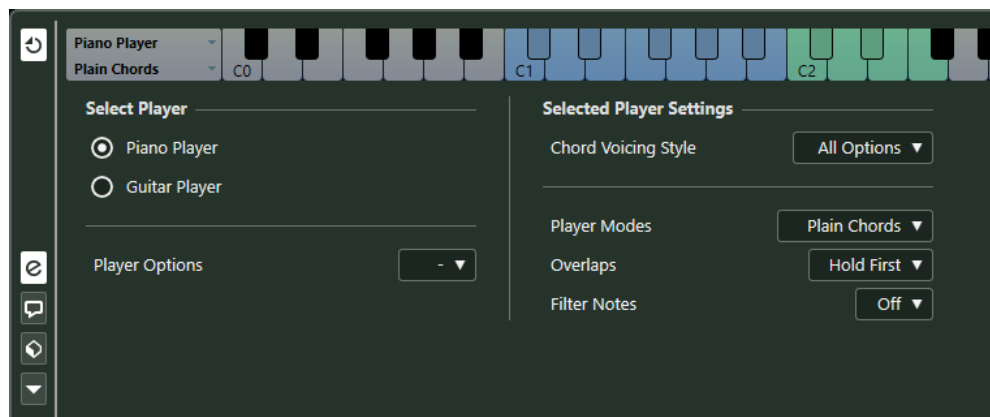 Piano Player
Plain Chords
C0
C1
C2
Select Player
Piano Player
Guitar Player
Player Options
-
Selected Player Settings
Chord Voicing Style
All Options
Player Modes
Plain Chords
Overlaps
Hold First
Filter Notes
Off